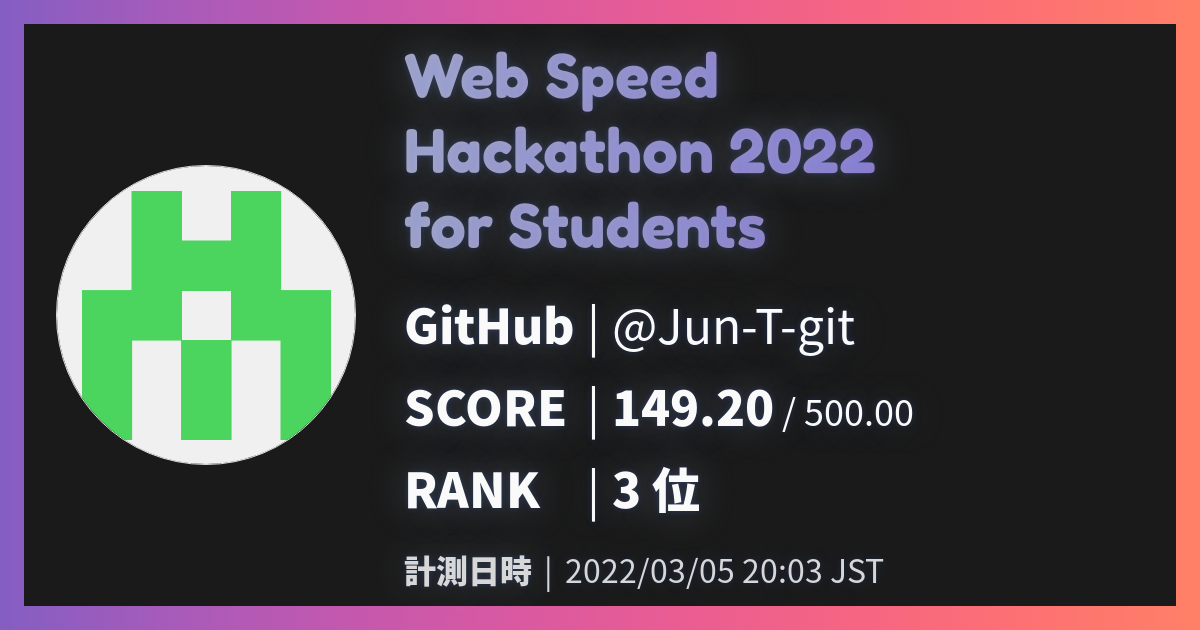 Web Speed
Hackathon 2022
for Students
GitHub | @Jun-T-git
SCORE | 149.20 / 500.00
RANK | 3 位
計測日時 | 2022/03/05 20:03 JST